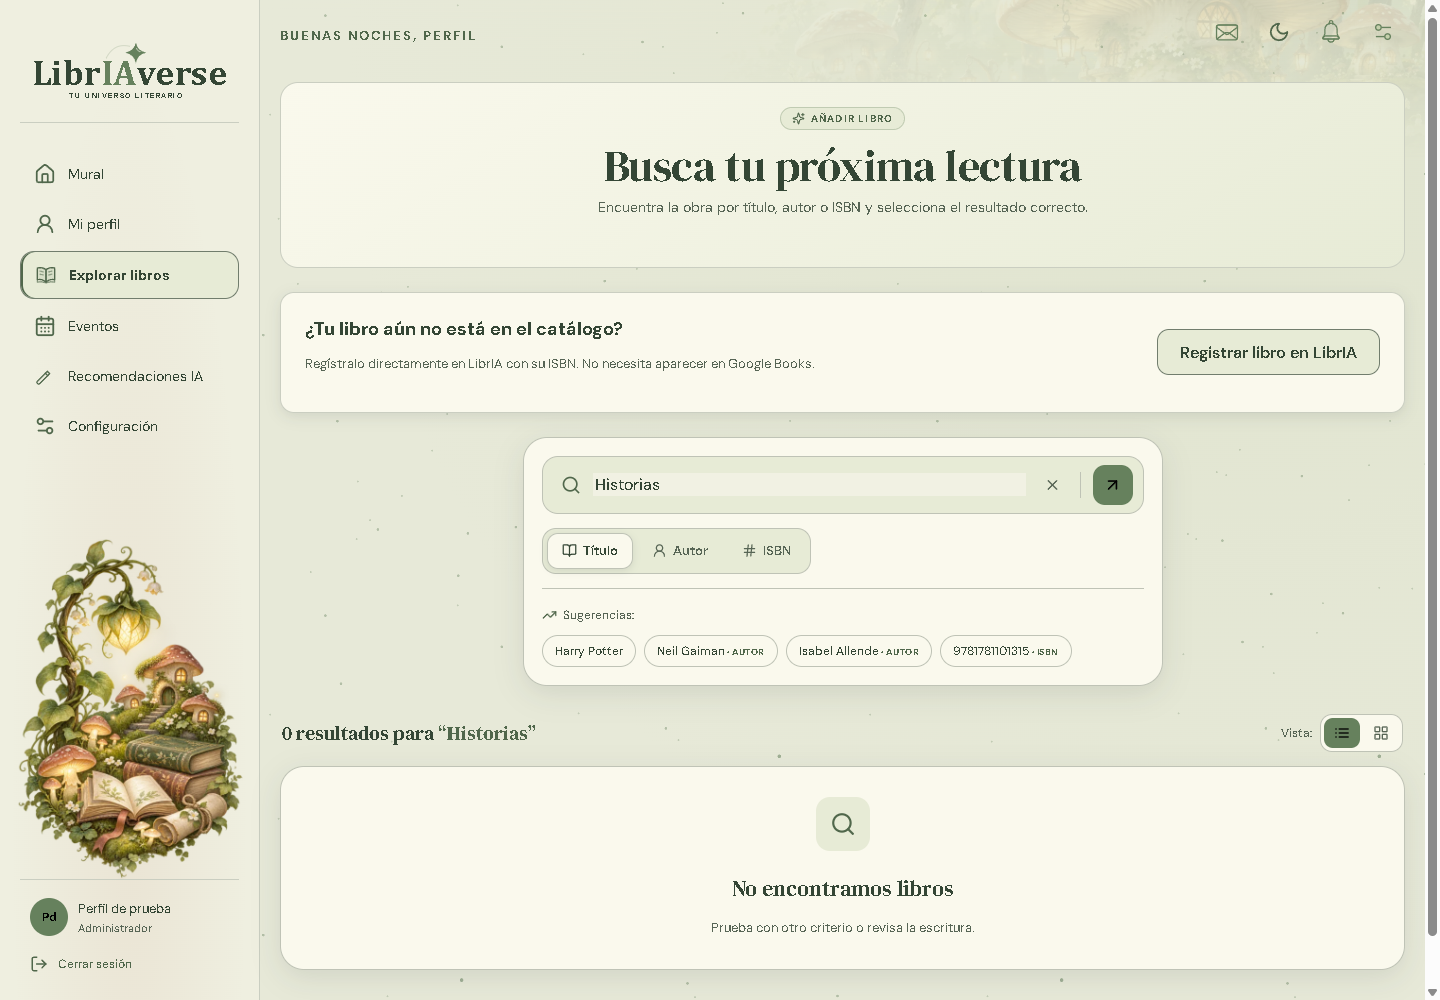 LibrIAverse
TU UNIVERSO LITERARIO
Mural
Mi perfil
Explorar libros
Eventos
Recomendaciones IA
Configuración
Perfil de prueba
Pd
Administrador
Cerrar sesión
BUENAS NOCHES, PERFIL
AÑADIR LIBRO
Busca tu próxima lectura
Encuentra la obra por título, autor o ISBN y selecciona el resultado correcto.
¿Tu libro aún no está en el catálogo?
Regístralo directamente en LibrIA con su ISBN. No necesita aparecer en Google Books.
Registrar libro en LibrIA
Historias
Título Autor ISBN
Sugerencias:
Harry Potter Neil Gaiman · AUTOR Isabel Allende · AUTOR 9781781101315 · ISBN
0 resultados para “Historias”
Vista:
No encontramos libros
Prueba con otro criterio o revisa la escritura.